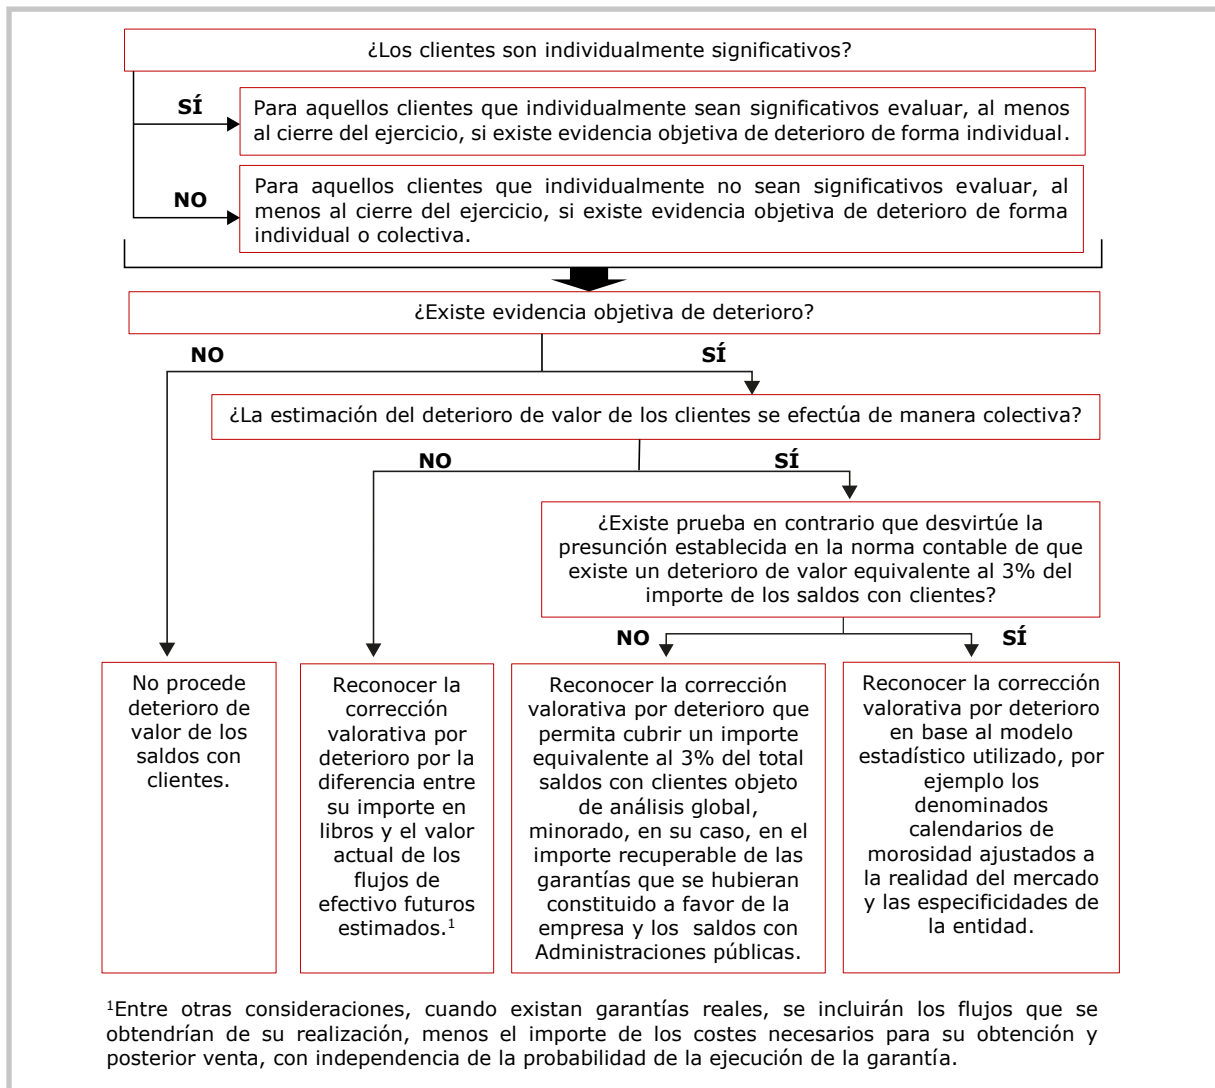 ¿Los clientes son individualmente significativos?
SÍ
Para aquellos clientes que individualmente sean significativos evaluar, al menos
al cierre del ejercicio, si existe evidencia objetiva de deterioro de forma individual.
NO
Para aquellos clientes que individualmente no sean significativos evaluar, al
menos al cierre del ejercicio, si existe evidencia objetiva de deterioro de forma
individual o colectiva.
¿Existe evidencia objetiva de deterioro?
NO
SÍ
¿La estimación del deterioro de valor de los clientes se efectúa de manera colectiva?
NO
SÍ
¿Existe prueba en contrario que desvirtúe la
presunción establecida en la norma contable de que
existe un deterioro de valor equivalente al 3% del
importe de los saldos con clientes?
NO
SÍ
No procede
deterioro de
valor de los
saldos con
clientes.
Reconocer la
corrección
valorativa por
deterioro por la
diferencia entre
su importe en
libros y el valor
actual de los
flujos de
efectivo futuros
estimados.¹
Reconocer la corrección
valorativa por deterioro que
permita cubrir un importe
equivalente al 3% del total
saldos con clientes objeto
de análisis global,
minorado, en su caso, en el
importe recuperable de las
garantías que se hubieran
constituido a favor de la
empresa y los saldos con
Administraciones públicas.
Reconocer la corrección
valorativa por deterioro
en base al modelo
estadístico utilizado, por
ejemplo los
denominados
calendarios de
morosidad ajustados a
la realidad del mercado
y las especificidades de
la entidad.
¹Entre otras consideraciones, cuando existan garantías reales, se incluirán los flujos que se
obtendrían de su realización, menos el importe de los costes necesarios para su obtención y
posterior venta, con independencia de la probabilidad de la ejecución de la garantía.